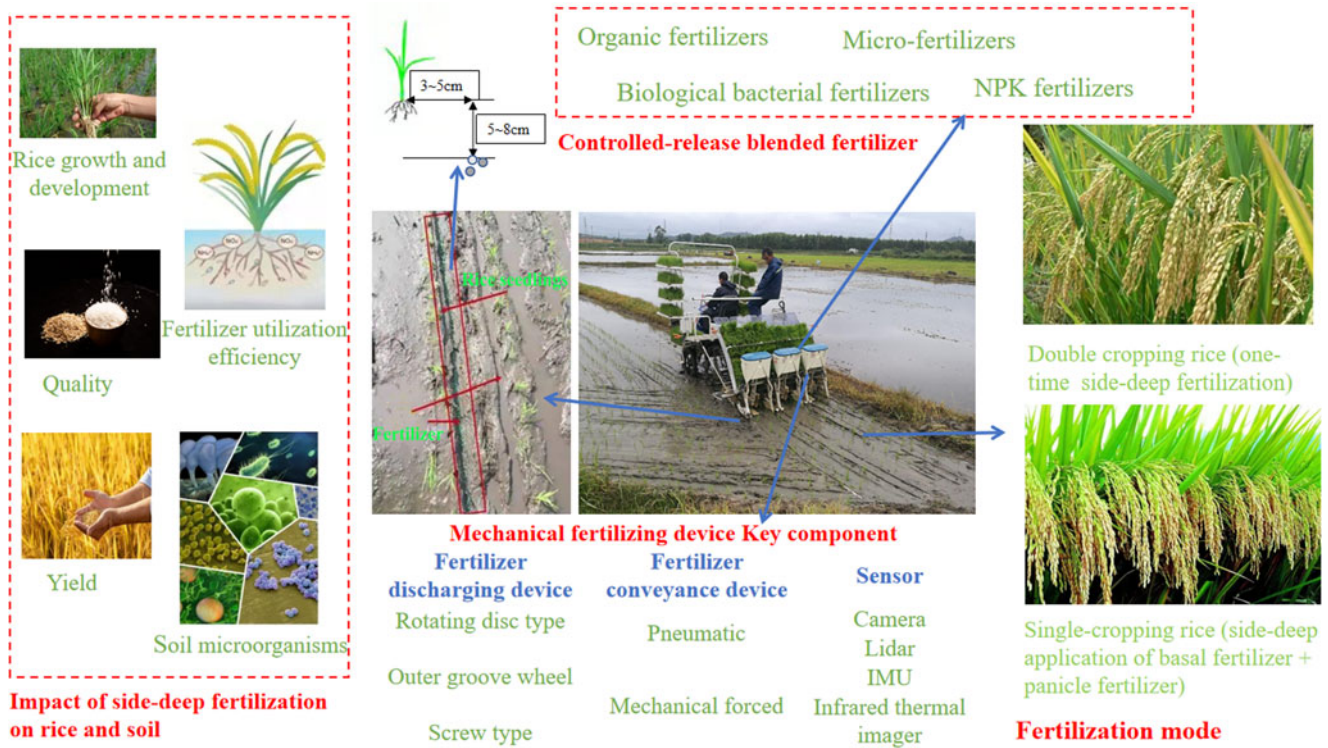 Rice growth and
development
Fertilizer utilization
efficiency
Quality
Yield
Soil microorganisms
Impact of side-deep fertilization
on rice and soil
3~5cm
5~8cm
Organic fertilizers
Micro-fertilizers
Biological bacterial fertilizers
NPK fertilizers
Controlled-release blended fertilizer
Rice seedlings
Fertilizer
Mechanical fertilizing device Key component
Fertilizer
discharging device
Rotating disc type
Outer groove wheel
Screw type
Fertilizer
conveyance device
Pneumatic
Mechanical forced
Sensor
Camera
Lidar
IMU
Infrared thermal
imager
Double cropping rice (one-
time side-deep fertilization)
Single-cropping rice (side-deep
application of basal fertilizer +
panicle fertilizer)
Fertilization mode